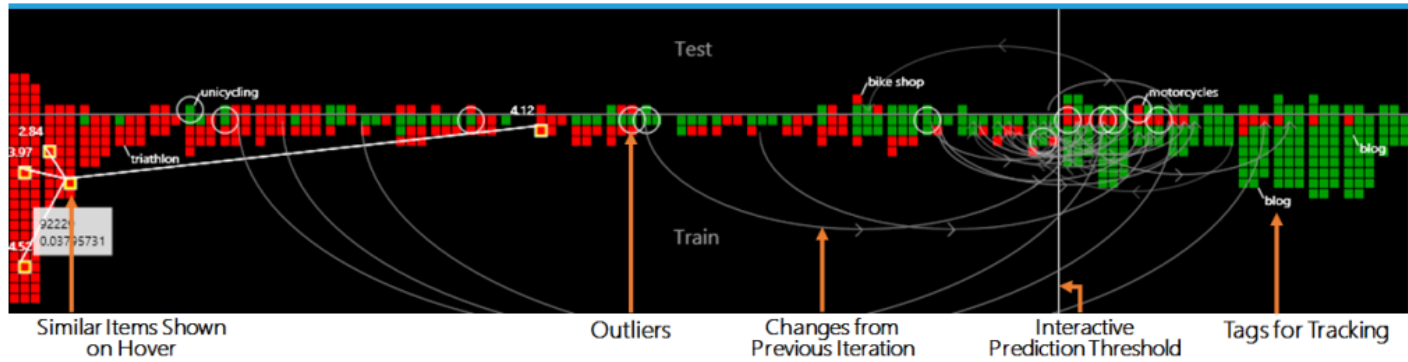 Test
bike shop
unicycling
motorcycles
4.12
2.84
3.97
triathlon
blog
blog
92220
0.03795731
4.52
Train
Similar Items Shown
on Hover
Outliers
Changes from
Previous Iteration
Interactive
Prediction Threshold
Tags for Tracking